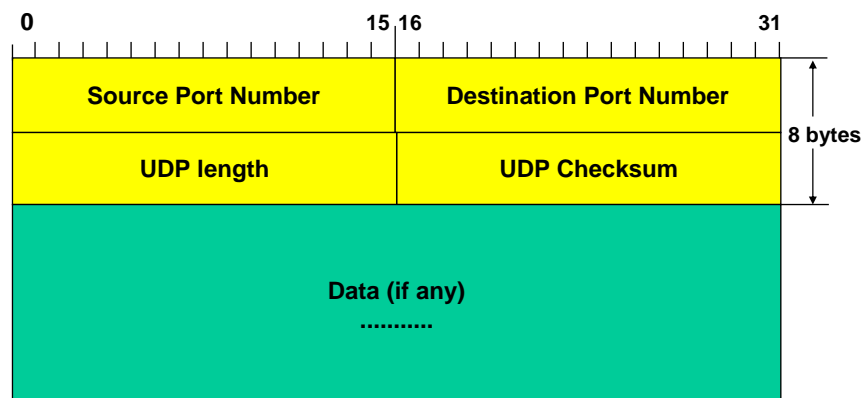 0 15 16 31
Source Port Number Destination Port Number
8 bytes
UDP length UDP Checksum
Data (if any)
...........